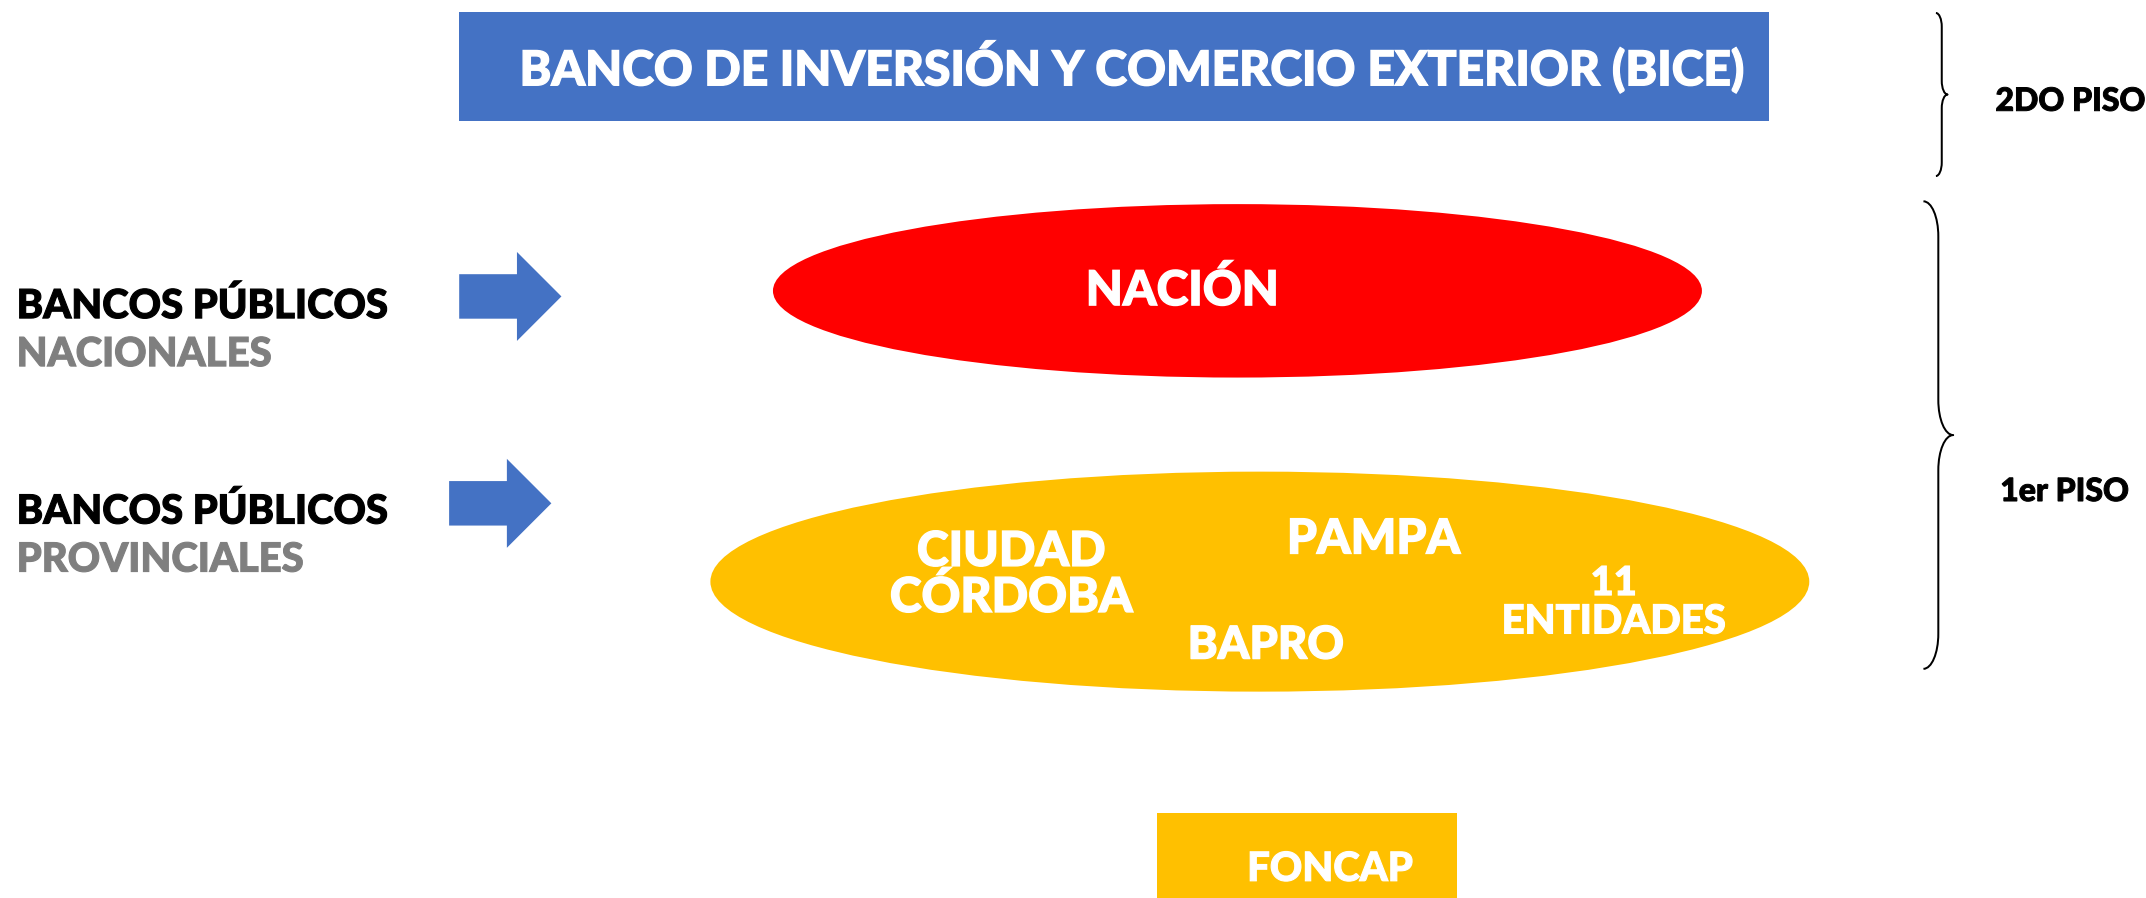 BANCO DE INVERSIÓN Y COMERCIO EXTERIOR (BICE)
2DO PISO
BANCOS PÚBLICOS
NACIONALES
NACIÓN
1er PISO
BANCOS PÚBLICOS
PROVINCIALES
CIUDAD
CÓRDOBA
PAMPA
BAPRO
11
ENTIDADES
FONCAP